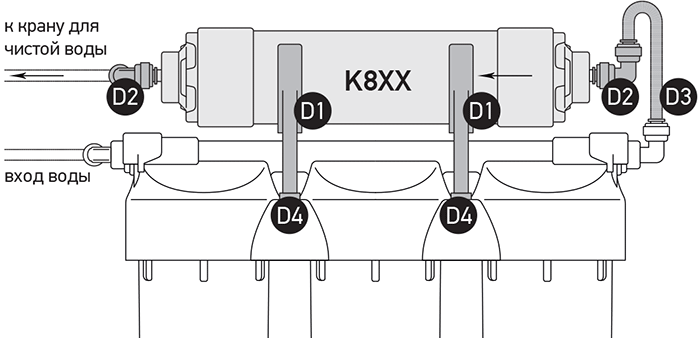 к крану для
чистой воды
K8XX
D2
D1
D1
D2
D3
вход воды
D4
D4